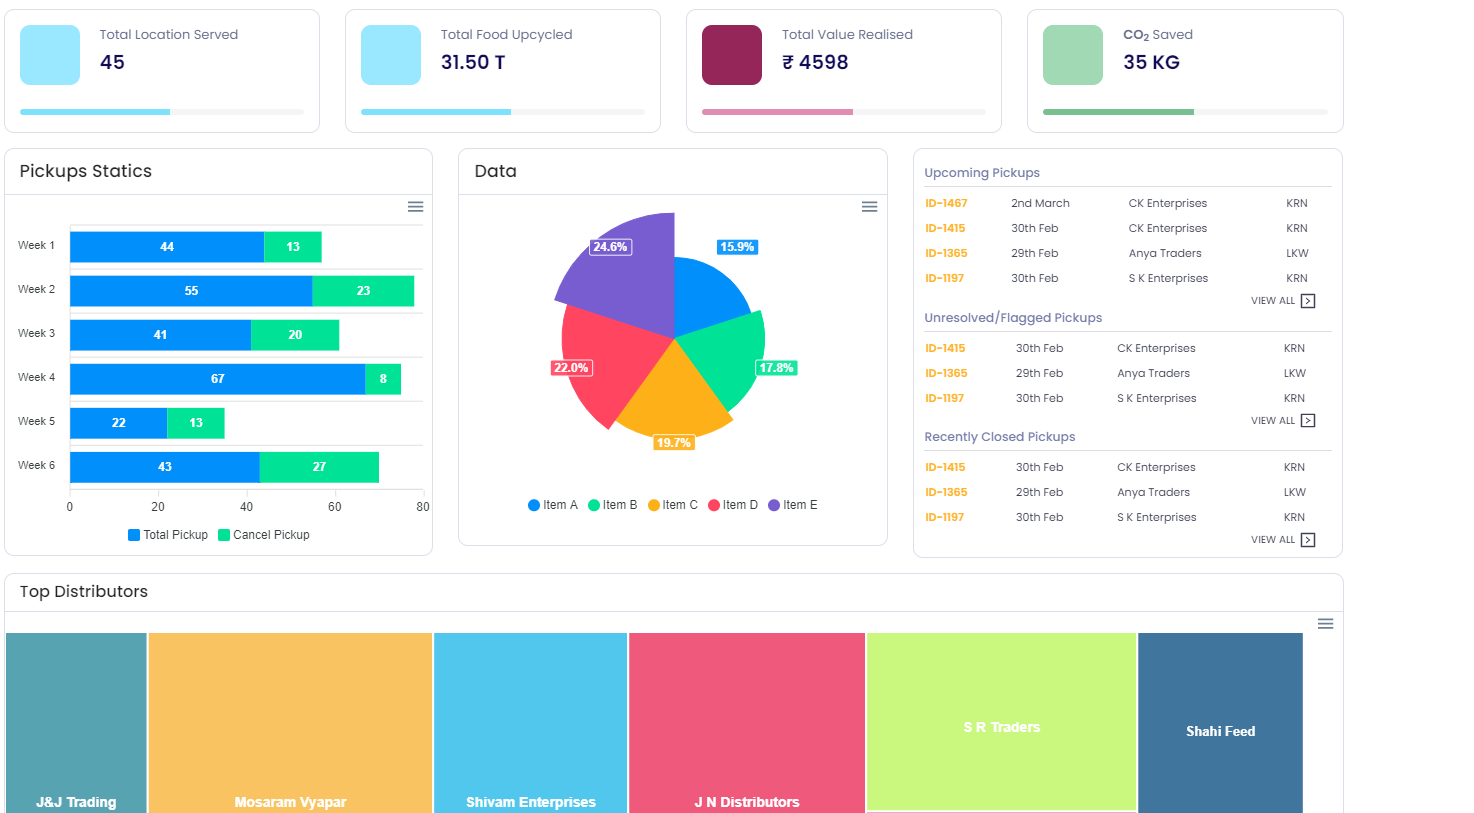 Total Location Served
45
Total Food Upcycled
31.50 T
Total Value Realised
₹ 4598
CO₂ Saved
35 KG
Pickups Statics
Week 1 44 13
Week 2 55 23
Week 3 41 20
Week 4 67 8
Week 5 22 13
Week 6 43 27
0 20 40 60 80
Total Pickup Cancel Pickup
Data
24.6% 15.9%
22.0% 17.8%
19.7%
Item A Item B Item C Item D Item E
Upcoming Pickups
ID-1467 2nd March CK Enterprises KRN
ID-1415 30th Feb CK Enterprises KRN
ID-1365 29th Feb Anya Traders LKW
ID-1197 30th Feb S K Enterprises KRN
VIEW ALL
Unresolved/Flagged Pickups
ID-1415 30th Feb CK Enterprises KRN
ID-1365 29th Feb Anya Traders LKW
ID-1197 30th Feb S K Enterprises KRN
VIEW ALL
Recently Closed Pickups
ID-1415 30th Feb CK Enterprises KRN
ID-1365 29th Feb Anya Traders LKW
ID-1197 30th Feb S K Enterprises KRN
VIEW ALL
Top Distributors
J&J Trading
Mosaram Vyapar
Shivam Enterprises
J N Distributors
S R Traders
Shahi Feed